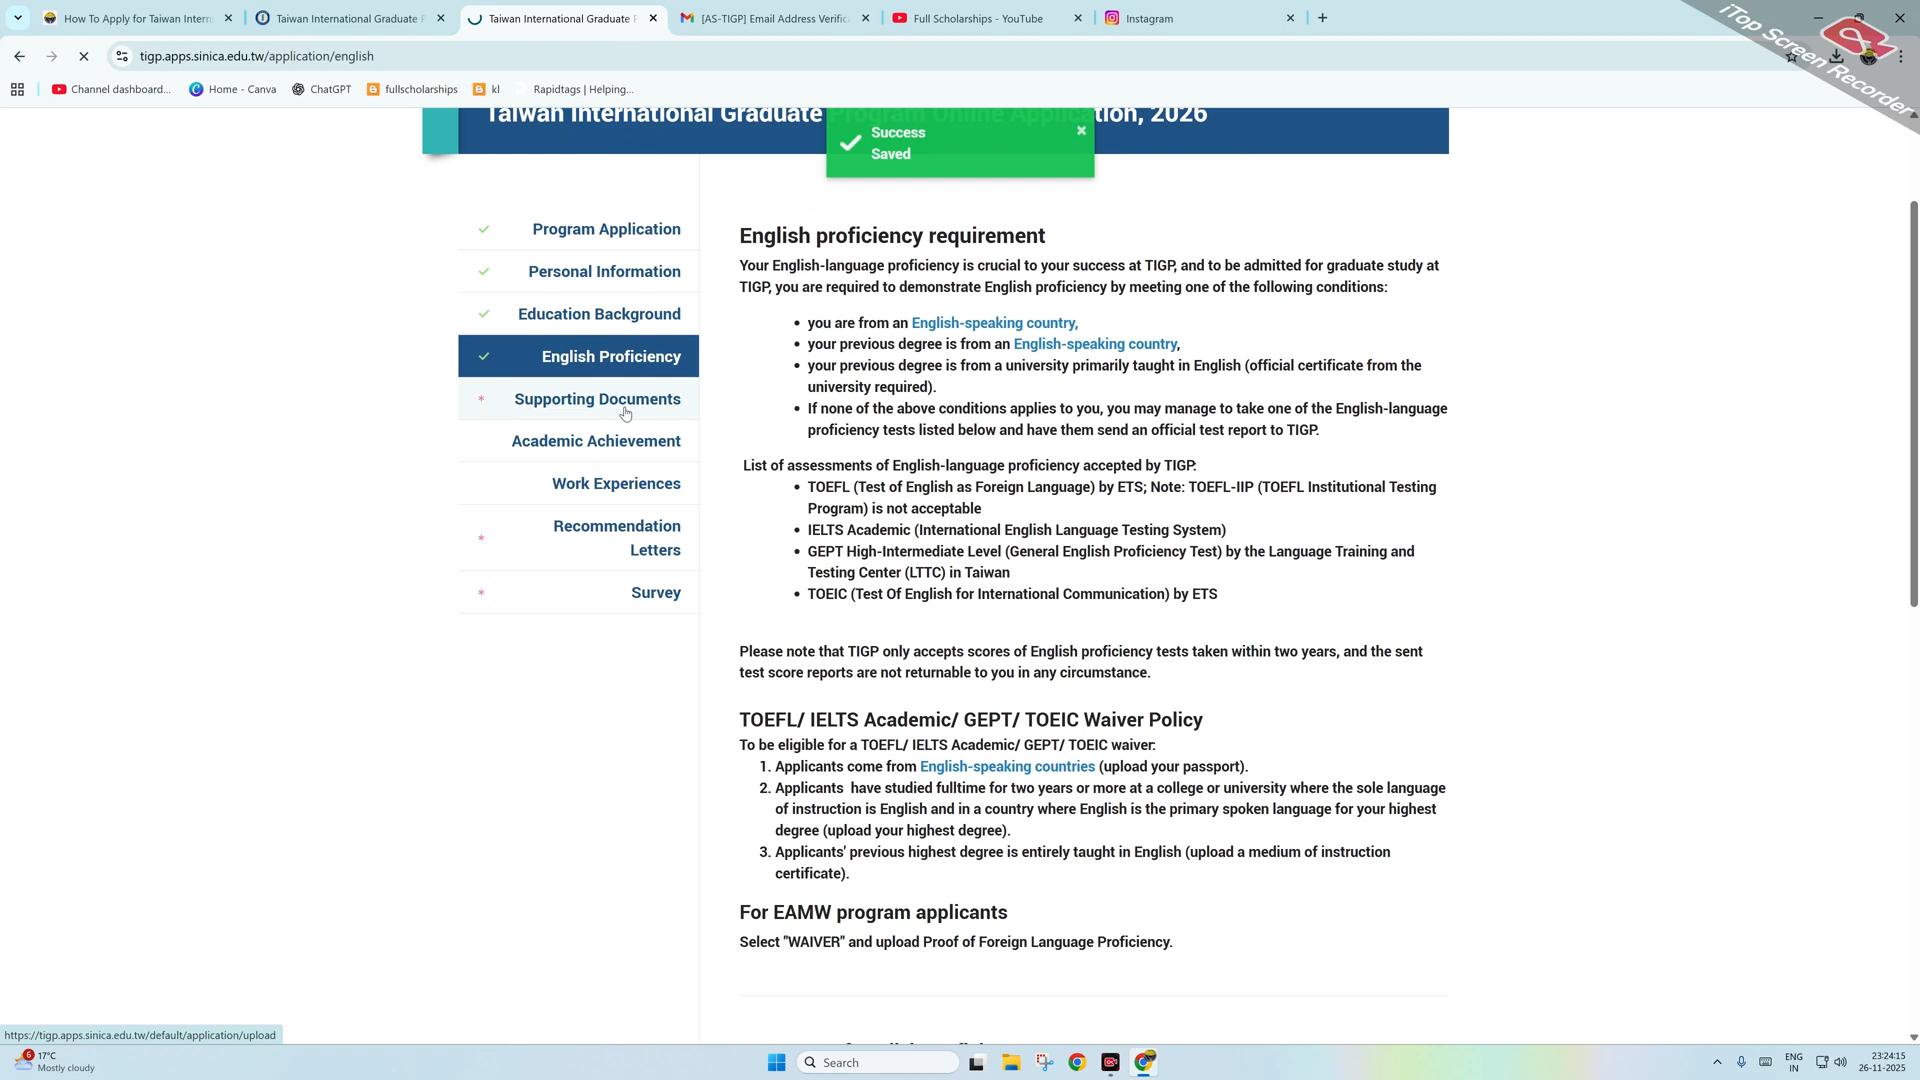 How To Apply for Taiwan Intern
Taiwan International Graduate P
Taiwan International Graduate P
[AS-TIGP] Email Address Verific
Full Scholarships - YouTube
Instagram
tigp.apps.sinica.edu.tw/application/english
Channel dashboard...
Home - Canva
ChatGPT
fullscholarships
kl
Rapidtags | Helping...
iTop Screen Recorder
Taiwan International Graduate Program Online Application, 2026
Success
Saved
Program Application
Personal Information
Education Background
English Proficiency
* Supporting Documents
Academic Achievement
Work Experiences
* Recommendation
Letters
* Survey
English proficiency requirement
Your English-language proficiency is crucial to your success at TIGP, and to be admitted for graduate study at
TIGP, you are required to demonstrate English proficiency by meeting one of the following conditions:
• you are from an English-speaking country,
• your previous degree is from an English-speaking country,
• your previous degree is from a university primarily taught in English (official certificate from the
university required).
• If none of the above conditions applies to you, you may manage to take one of the English-language
proficiency tests listed below and have them send an official test report to TIGP.
List of assessments of English-language proficiency accepted by TIGP:
• TOEFL (Test of English as Foreign Language) by ETS; Note: TOEFL-IIP (TOEFL Institutional Testing
Program) is not acceptable
• IELTS Academic (International English Language Testing System)
• GEPT High-Intermediate Level (General English Proficiency Test) by the Language Training and
Testing Center (LTTC) in Taiwan
• TOEIC (Test Of English for International Communication) by ETS
Please note that TIGP only accepts scores of English proficiency tests taken within two years, and the sent
test score reports are not returnable to you in any circumstance.
TOEFL/ IELTS Academic/ GEPT/ TOEIC Waiver Policy
To be eligible for a TOEFL/ IELTS Academic/ GEPT/ TOEIC waiver:
1. Applicants come from English-speaking countries (upload your passport).
2. Applicants have studied fulltime for two years or more at a college or university where the sole language
of instruction is English and in a country where English is the primary spoken language for your highest
degree (upload your highest degree).
3. Applicants' previous highest degree is entirely taught in English (upload a medium of instruction
certificate).
For EAMW program applicants
Select "WAIVER" and upload Proof of Foreign Language Proficiency.
https://tigp.apps.sinica.edu.tw/default/application/upload
6
17°C
Mostly cloudy
Search
ENG
IN
23:24:15
26-11-2025